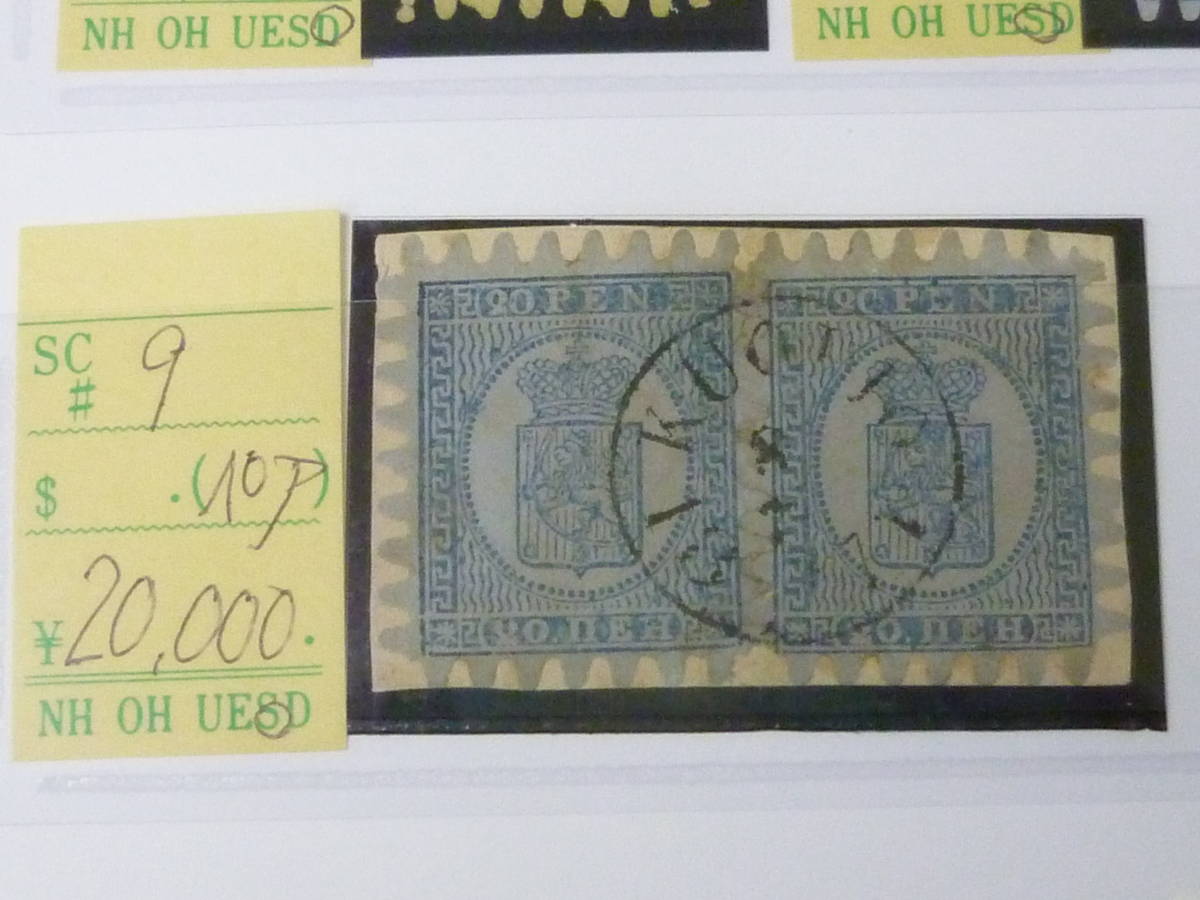 NH OH UESD
NH OH UESD
SC # 9
$ .(10P)
¥20,000.
NH OH UESD
20.PEN
20.PEN
20.ПЕН
20.ПЕН